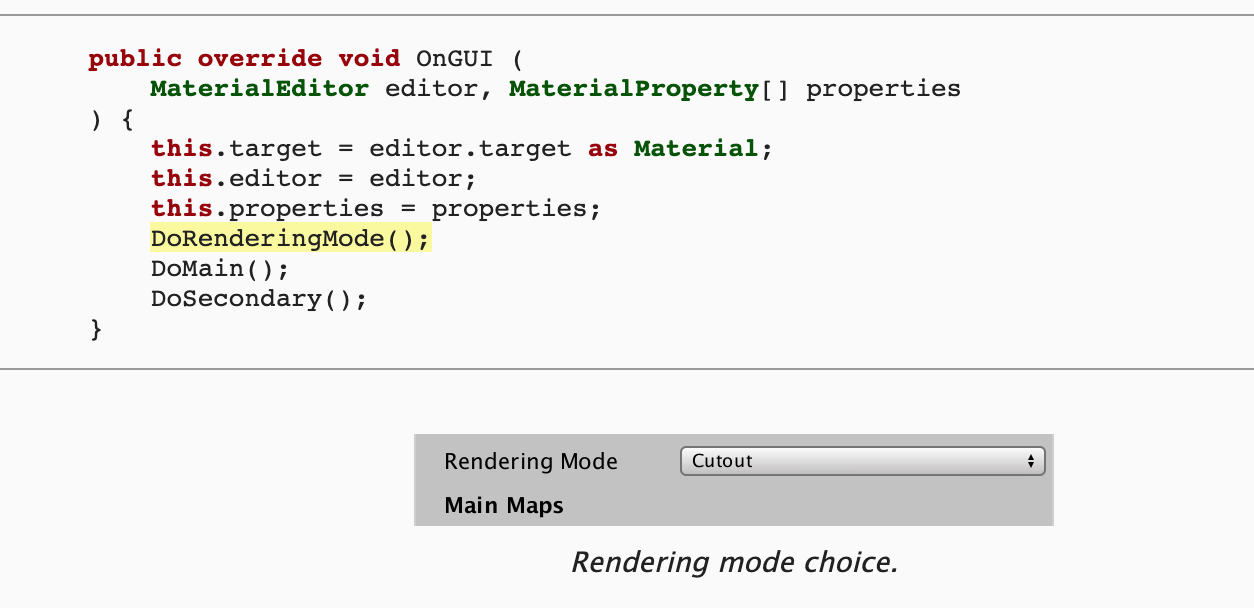 public override void OnGUI (
MaterialEditor editor, MaterialProperty[] properties
) {
this.target = editor.target as Material;
this.editor = editor;
this.properties = properties;
DoRenderingMode();
DoMain();
DoSecondary();
}
Rendering Mode Cutout
Main Maps
Rendering mode choice.